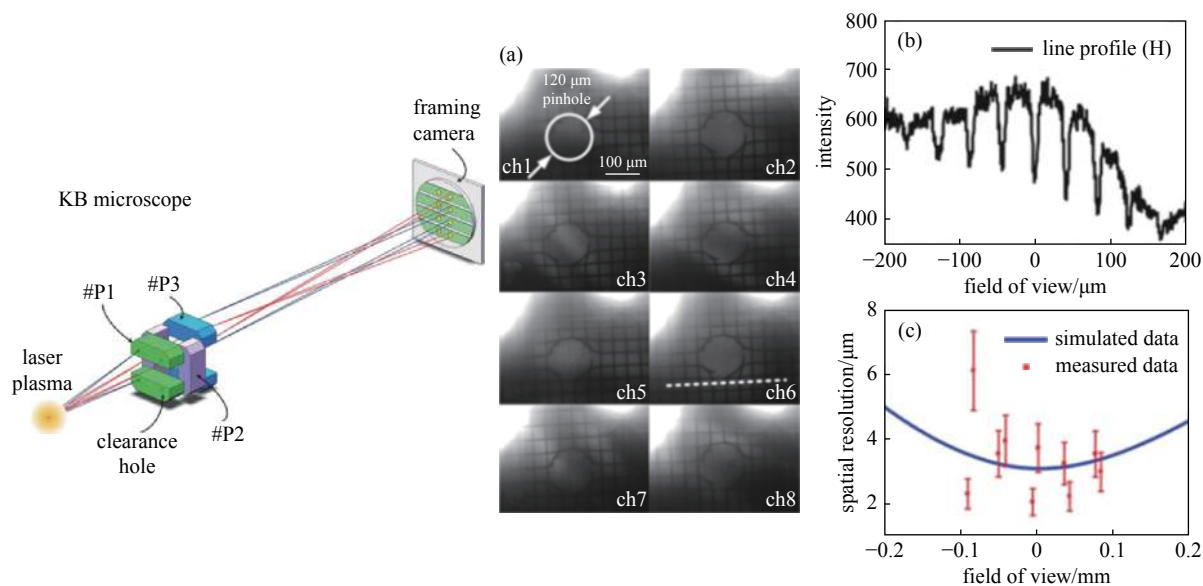 KB microscope
framing
camera
#P1
#P3
laser
plasma
clearance
hole
#P2
(a)
120 μm
pinhole
100 μm
ch1
ch2
ch3
ch4
ch5
ch6
ch7
ch8
(b)
line profile (H)
intensity
800
700
600
500
400
−200
−100
0
100
200
field of view/μm
(c)
simulated data
measured data
spatial resolution/μm
8
6
4
2
−0.2
−0.1
0
0.1
0.2
field of view/mm